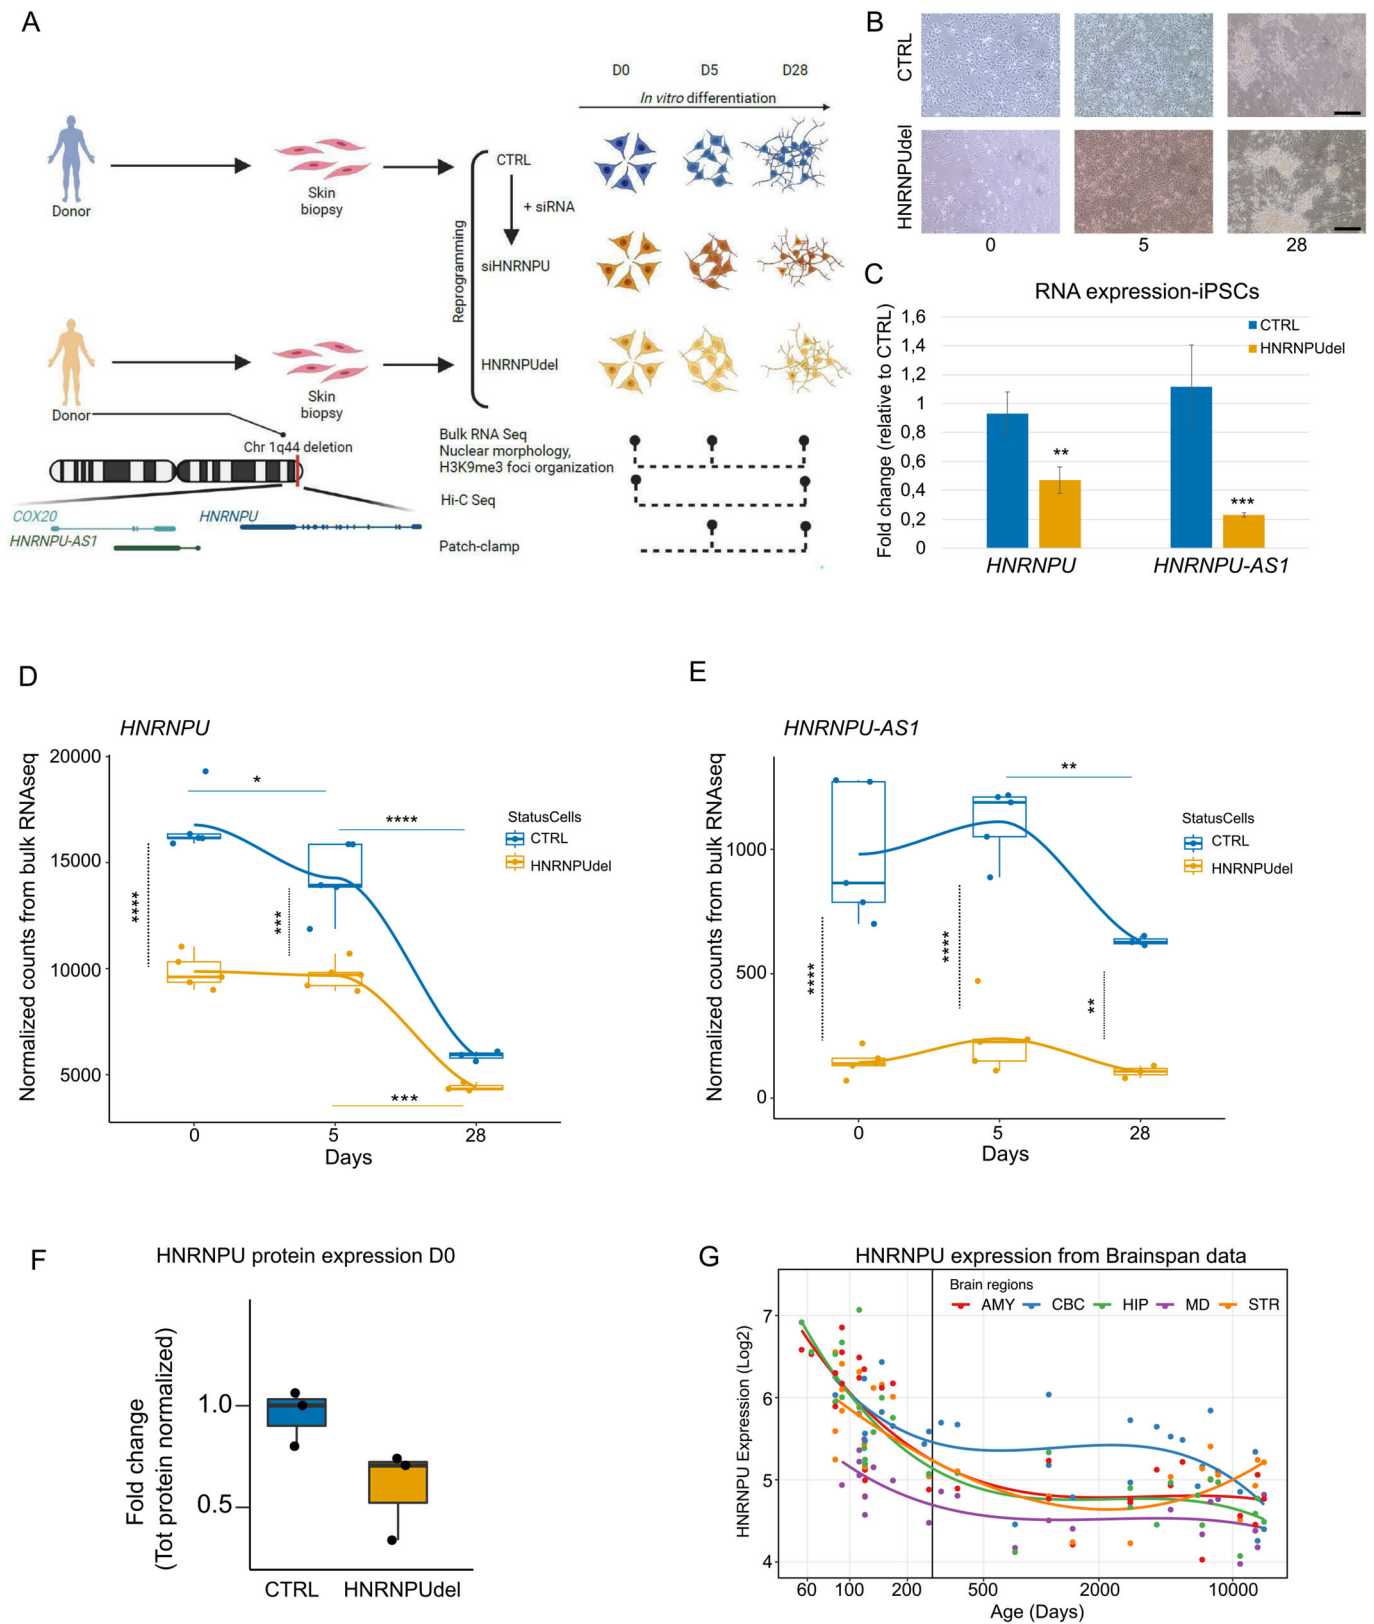 A
D0 D5 D28
In vitro differentiation
Donor
Skin
biopsy
CTRL
+ siRNA
siHNRNPU
HNRNPUdel
Reprogramming
Donor
Skin
biopsy
Chr 1q44 deletion
COX20
HNRNPU-AS1
HNRNPU
Bulk RNA Seq
Nuclear morphology,
H3K9me3 foci organization
Hi-C Seq
Patch-clamp
B
CTRL
HNRNPUdel
0 5 28
C
RNA expression-iPSCs
Fold change (relative to CTRL)
1,6
1,4
1,2
1
0,8
0,6
0,4
0,2
0
CTRL
HNRNPUdel
**
***
HNRNPU HNRNPU-AS1
D
HNRNPU
Normalized counts from bulk RNAseq
20000
15000
10000
5000
*
****
****
***
***
StatusCells
CTRL
HNRNPUdel
0 5 28
Days
E
HNRNPU-AS1
Normalized counts from bulk RNAseq
1000
500
0
**
****
****
**
StatusCells
CTRL
HNRNPUdel
0 5 28
Days
F
HNRNPU protein expression D0
Fold change
(Tot protein normalized)
1.0
0.5
CTRL HNRNPUdel
G
HNRNPU expression from Brainspan data
Brain regions
AMY CBC HIP MD STR
HNRNPU Expression (Log2)
7
6
5
4
60 100 200 500 2000 10000
Age (Days)